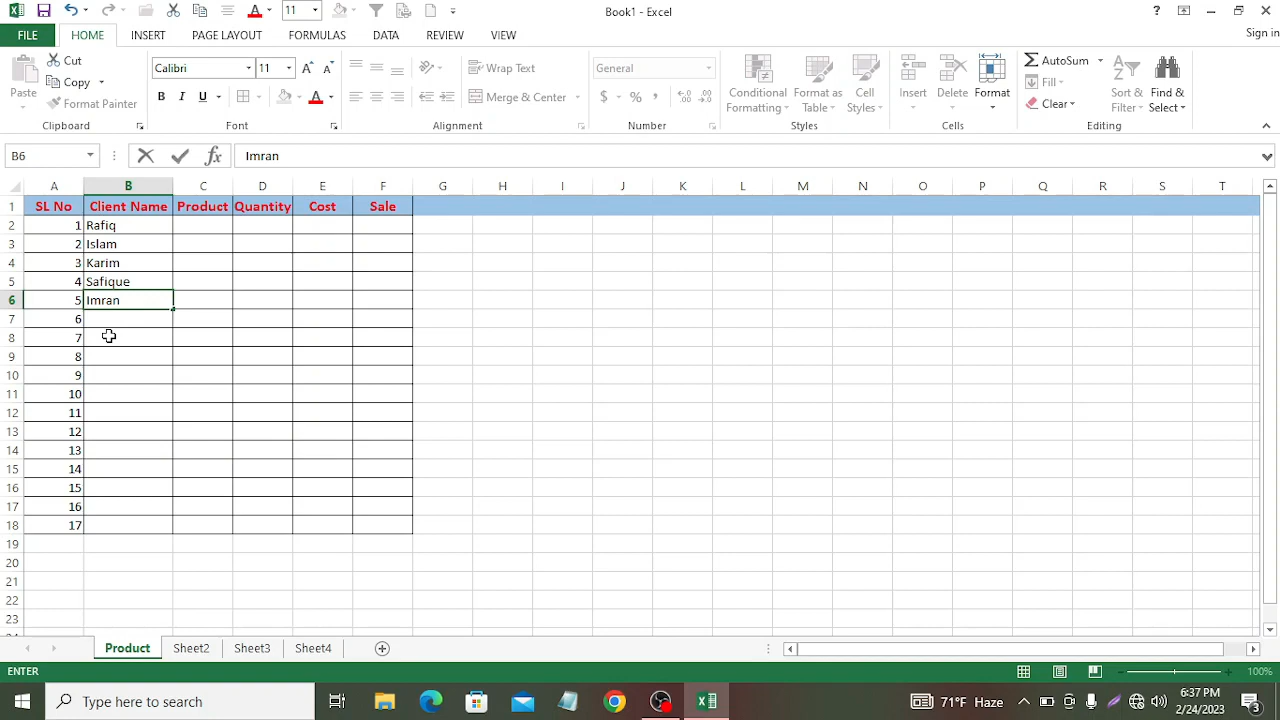 11
Book1 - Excel
?
FILE
HOME
INSERT
PAGE LAYOUT
FORMULAS
DATA
REVIEW
VIEW
Sign in
Paste
Cut
Copy
Format Painter
Clipboard
Calibri
11
B I U
Font
Wrap Text
Merge & Center
Alignment
General
$ % ,
Number
Conditional Formatting
Format as Table
Cell Styles
Styles
Insert
Delete
Format
Cells
AutoSum
Fill
Clear
Sort & Filter
Find & Select
Editing
B6
fx
Imran
A B C D E F G H I J K L M N O P Q R S T
1 SL No Client Name Product Quantity Cost Sale
2 1 Rafiq
3 2 Islam
4 3 Karim
5 4 Safique
6 5 Imran
7 6
8 7
9 8
10 9
11 10
12 11
13 12
14 13
15 14
16 15
17 16
18 17
19
20
21
22
23
Product Sheet2 Sheet3 Sheet4
ENTER
100%
Type here to search
71°F Haze
6:37 PM
2/24/2023
3